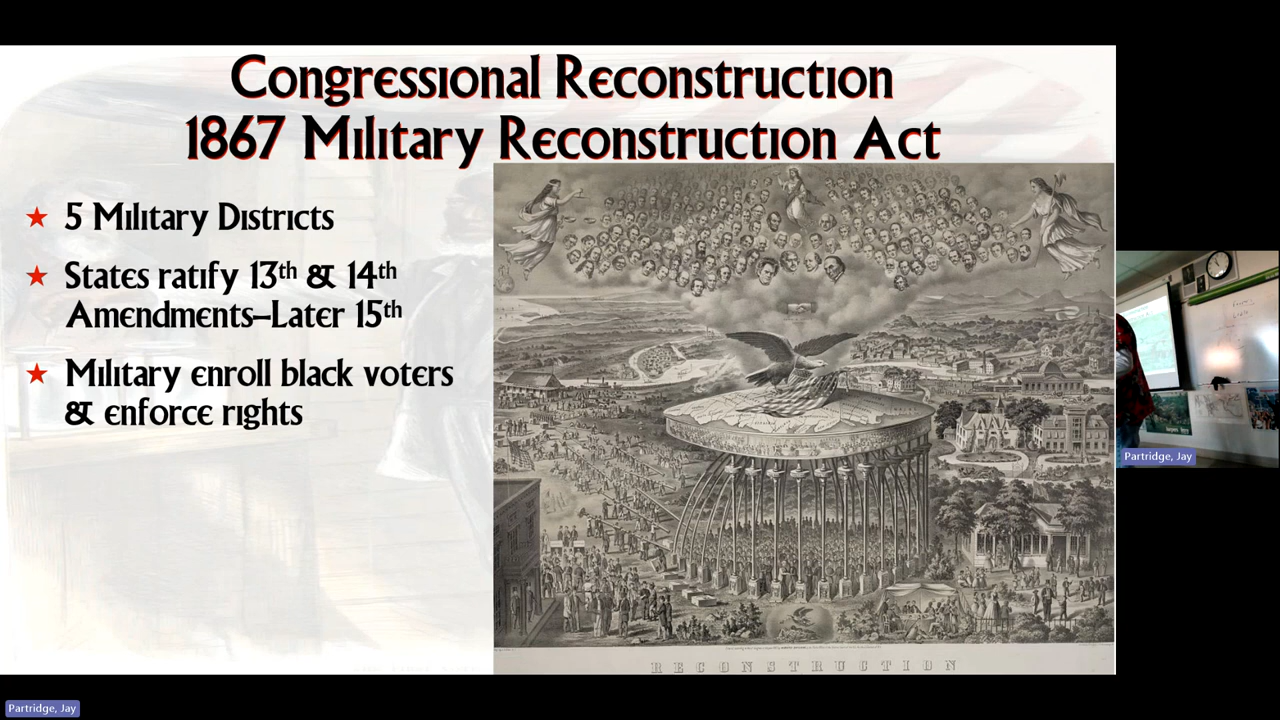 Congressional Reconstruction
1867 Military Reconstruction Act
★ 5 Military Districts
★ States ratify 13th & 14th
Amendments–Later 15th
★ Military enroll black voters
& enforce rights
RECONSTRUCTION
Partridge, Jay
Partridge, Jay